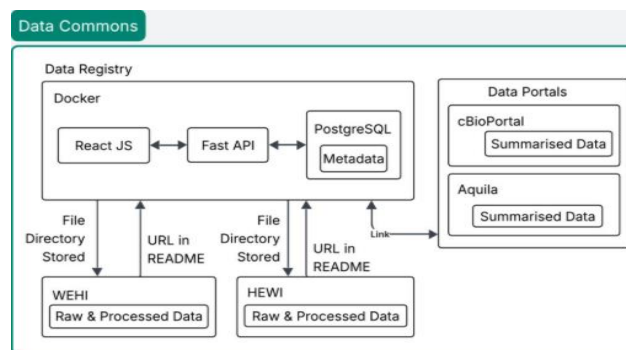 Data Commons
Data Registry
Docker
React JS
Fast API
PostgreSQL
Metadata
Data Portals
cBioPortal
Summarised Data
Aquila
Summarised Data
File
Directory
Stored
URL in
README
File
Directory
Stored
URL in
README
Link
WEHI
Raw & Processed Data
HEWI
Raw & Processed Data